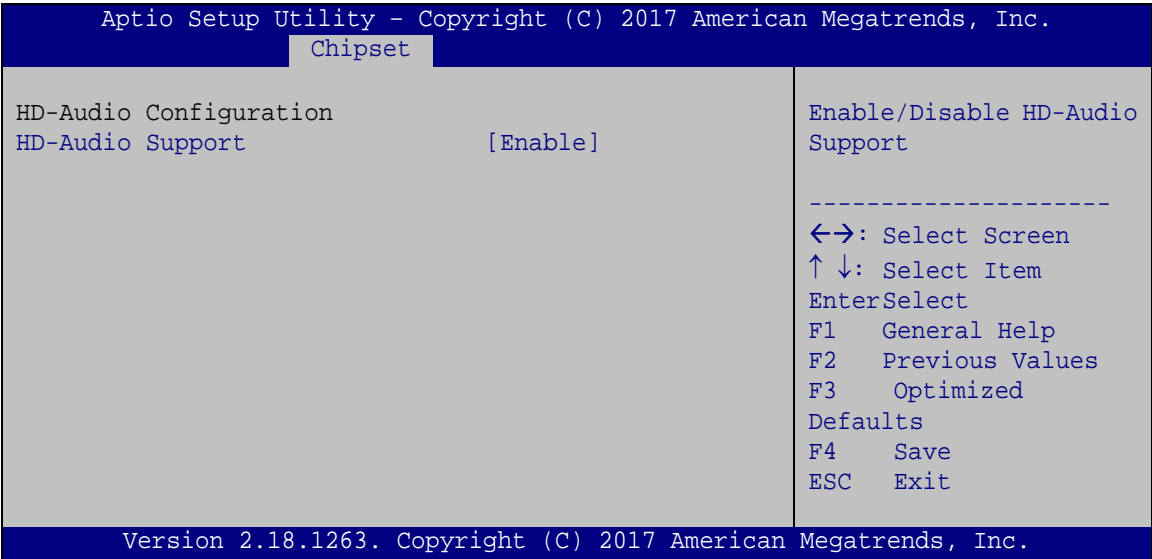 Aptio Setup Utility – Copyright (C) 2017 American Megatrends, Inc.
Chipset
HD-Audio Configuration
HD-Audio Support [Enable]
Enable/Disable HD-Audio
Support
---------------------
←→: Select Screen
↑ ↓: Select Item
EnterSelect
F1 General Help
F2 Previous Values
F3 Optimized
Defaults
F4 Save
ESC Exit
Version 2.18.1263. Copyright (C) 2017 American Megatrends, Inc.